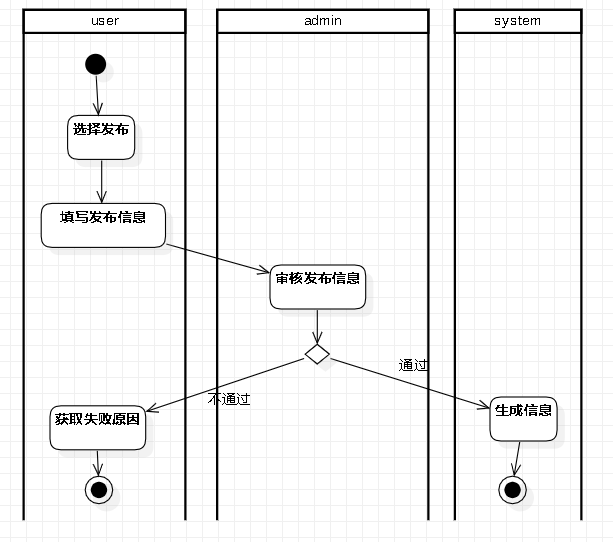 user
admin
system
选择发布
填写发布信息
审核发布信息
通过
不通过
获取失败原因
生成信息